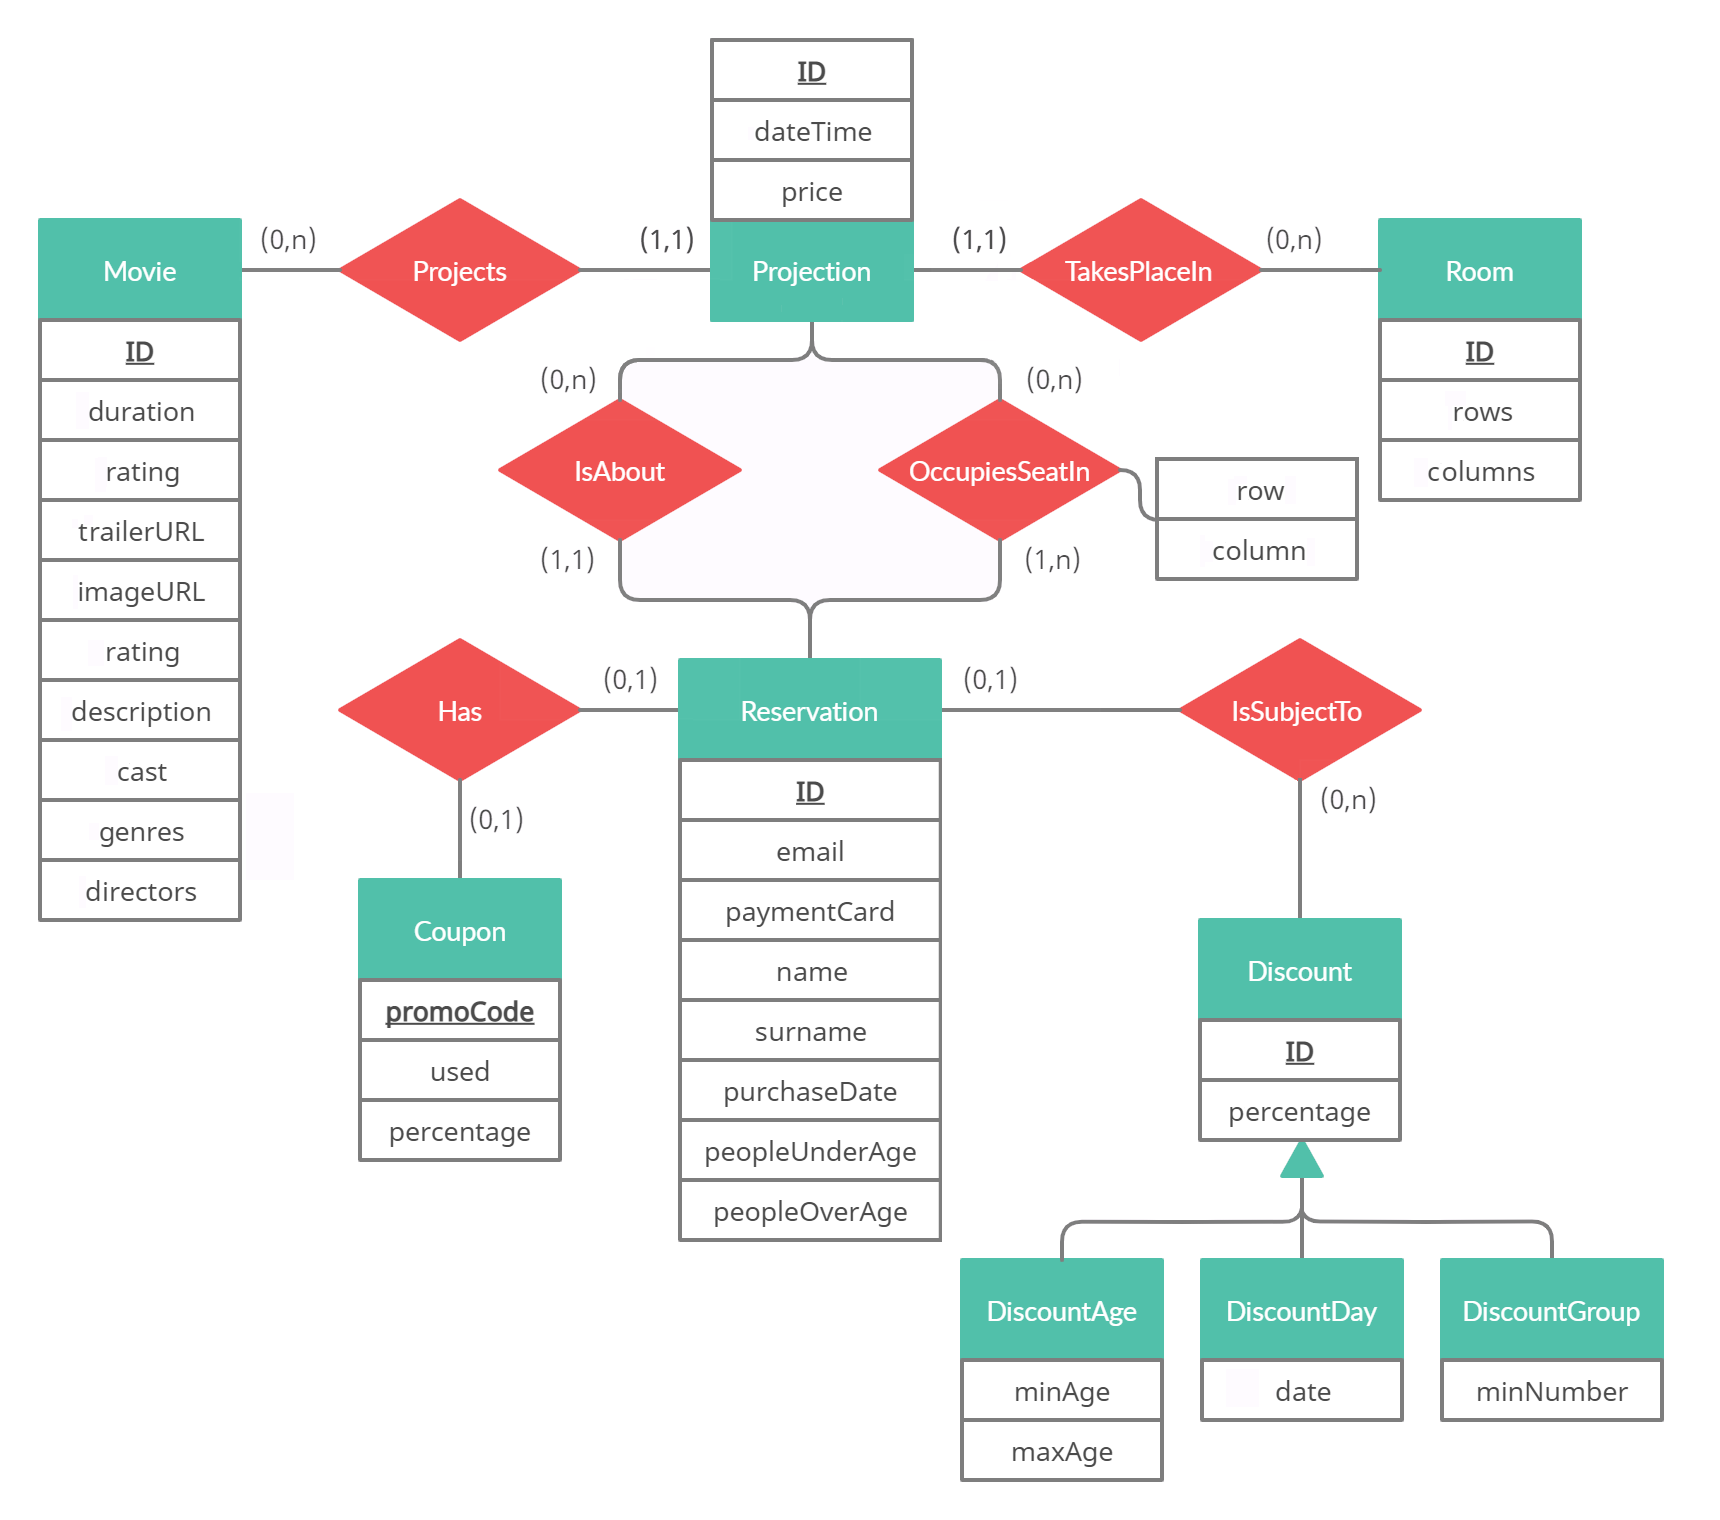 ID
dateTime
price
Movie
(0,n)
Projects
(1,1)
Projection
(1,1)
TakesPlaceIn
(0,n)
Room
ID
duration
rating
trailerURL
imageURL
rating
description
cast
genres
directors
ID
rows
columns
(0,n)
IsAbout
(1,1)
(0,n)
OccupiesSeatIn
(1,n)
row
column
Has
(0,1)
Reservation
(0,1)
IsSubjectTo
(0,1)
(0,n)
Coupon
promoCode
used
percentage
ID
email
paymentCard
name
surname
purchaseDate
peopleUnderAge
peopleOverAge
Discount
ID
percentage
DiscountAge
minAge
maxAge
DiscountDay
date
DiscountGroup
minNumber